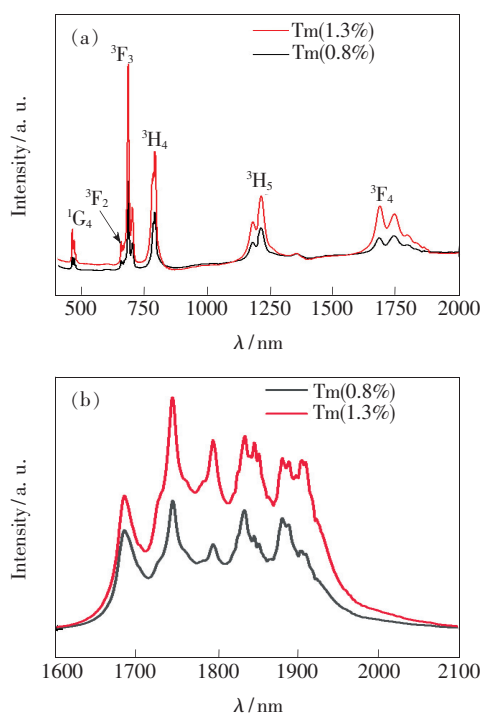 (a)
Tm(1.3%)
Tm(0.8%)
³F₃
³H₄
³F₂
¹G₄
³H₅
³F₄
Intensity/a. u.
500 750 1000 1250 1500 1750 2000
λ/nm
(b)
Tm(0.8%)
Tm(1.3%)
Intensity/a. u.
1600 1700 1800 1900 2000 2100
λ/nm